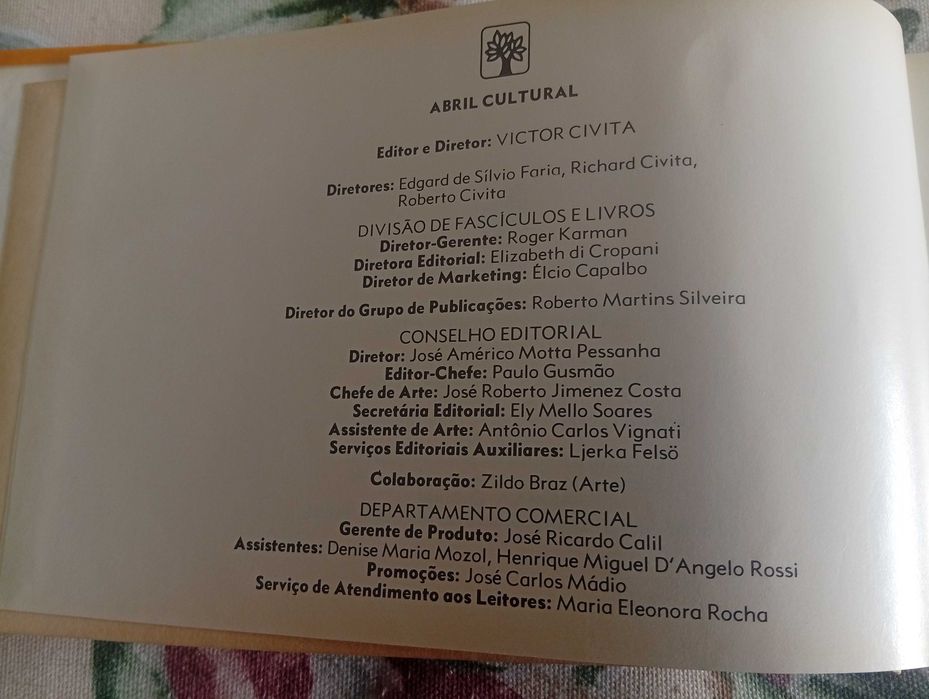 ABRIL CULTURAL
Editor e Diretor: VICTOR CIVITA
Diretores: Edgard de Sílvio Faria, Richard Civita,
Roberto Civita
DIVISÃO DE FASCÍCULOS E LIVROS
Diretor-Gerente: Roger Karman
Diretora Editorial: Elizabeth di Cropani
Diretor de Marketing: Élcio Capalbo
Diretor do Grupo de Publicações: Roberto Martins Silveira
CONSELHO EDITORIAL
Diretor: José Américo Motta Pessanha
Editor-Chefe: Paulo Gusmão
Chefe de Arte: José Roberto Jimenez Costa
Secretária Editorial: Ely Mello Soares
Assistente de Arte: Antônio Carlos Vignati
Serviços Editoriais Auxiliares: Ljerka Felsö
Colaboração: Zildo Braz (Arte)
DEPARTAMENTO COMERCIAL
Gerente de Produto: José Ricardo Calil
Assistentes: Denise Maria Mozol, Henrique Miguel D'Angelo Rossi
Promoções: José Carlos Mádio
Serviço de Atendimento aos Leitores: Maria Eleonora Rocha